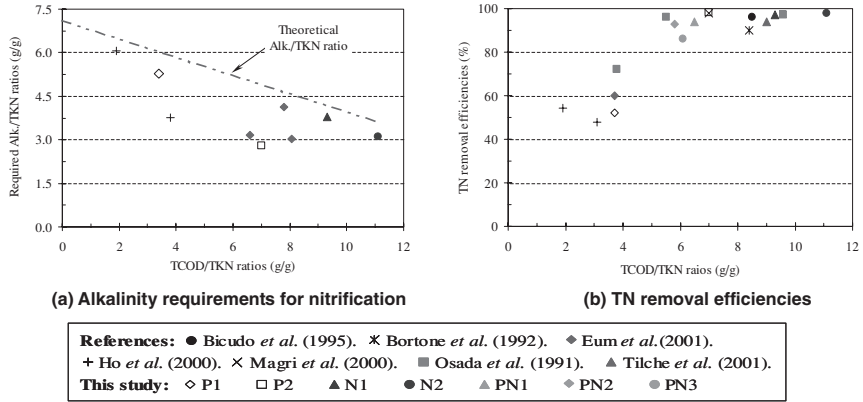 Required Alk./TKN ratios (g/g)
7.5
6.0
4.5
3.0
1.5
0.0
0 2 4 6 8 10 12
Theoretical
Alk./TKN ratio
TCOD/TKN ratios (g/g)
(a) Alkalinity requirements for nitrification
TN removal efficiencies (%)
100
80
60
40
20
0
0 2 4 6 8 10 12
TCOD/TKN raios (g/g)
(b) TN removal efficiencies
References: Bicudo et al. (1995). Bortone et al. (1992). Eum et al.(2001).
Ho et al. (2000). Magri et al. (2000). Osada et al. (1991). Tilche et al. (2001).
This study: P1 P2 N1 N2 PN1 PN2 PN3